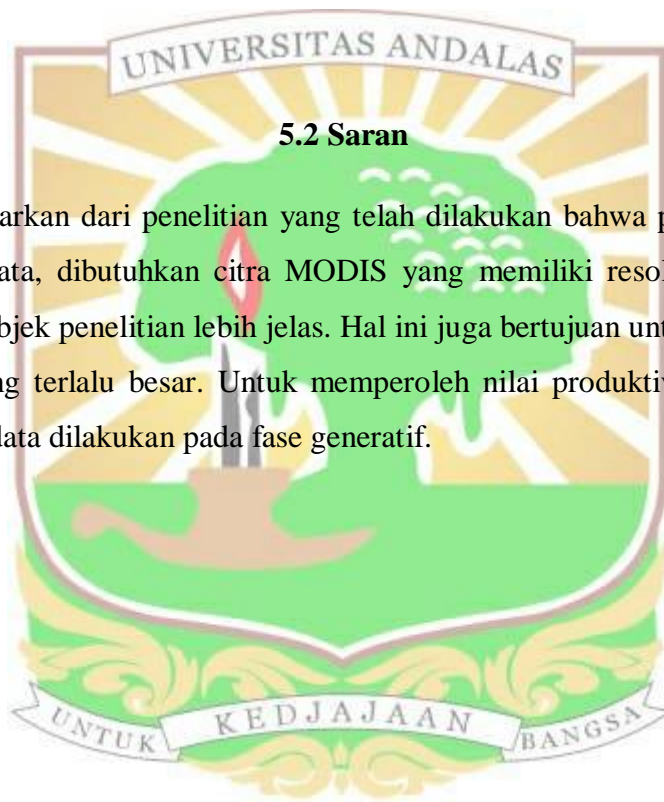 UNIVERSITAS ANDALAS
5.2 Saran
arkan dari penelitian yang telah dilakukan bahwa p
ata, dibutuhkan citra MODIS yang memiliki resol
bjek penelitian lebih jelas. Hal ini juga bertujuan unt
ng terlalu besar. Untuk memperoleh nilai produktiv
data dilakukan pada fase generatif.
UNTUK KEDJAJAAN BANGSA